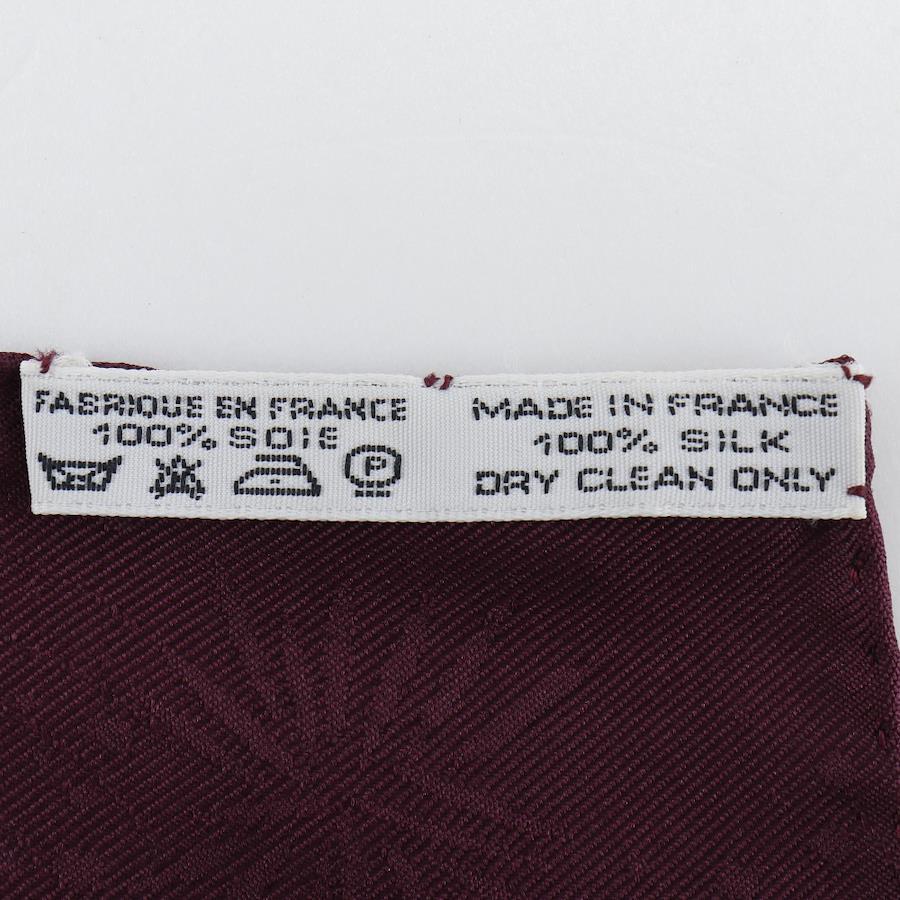 FABRIQUE EN FRANCE
100% SOIE
P
MADE IN FRANCE
100% SILK
DRY CLEAN ONLY